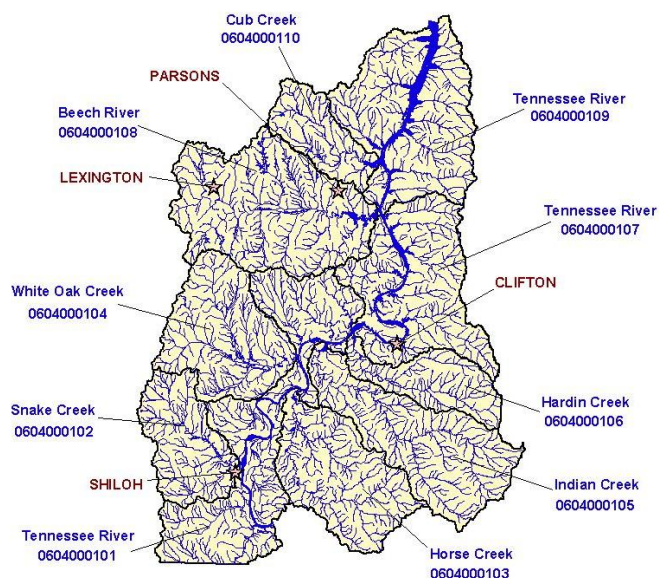 Cub Creek
0604000110
PARSONS
Beech River
0604000108
Tennessee River
0604000109
LEXINGTON
Tennessee River
0604000107
White Oak Creek
0604000104
CLIFTON
Snake Creek
0604000102
Hardin Creek
0604000106
SHILOH
Indian Creek
0604000105
Tennessee River
0604000101
Horse Creek
0604000103